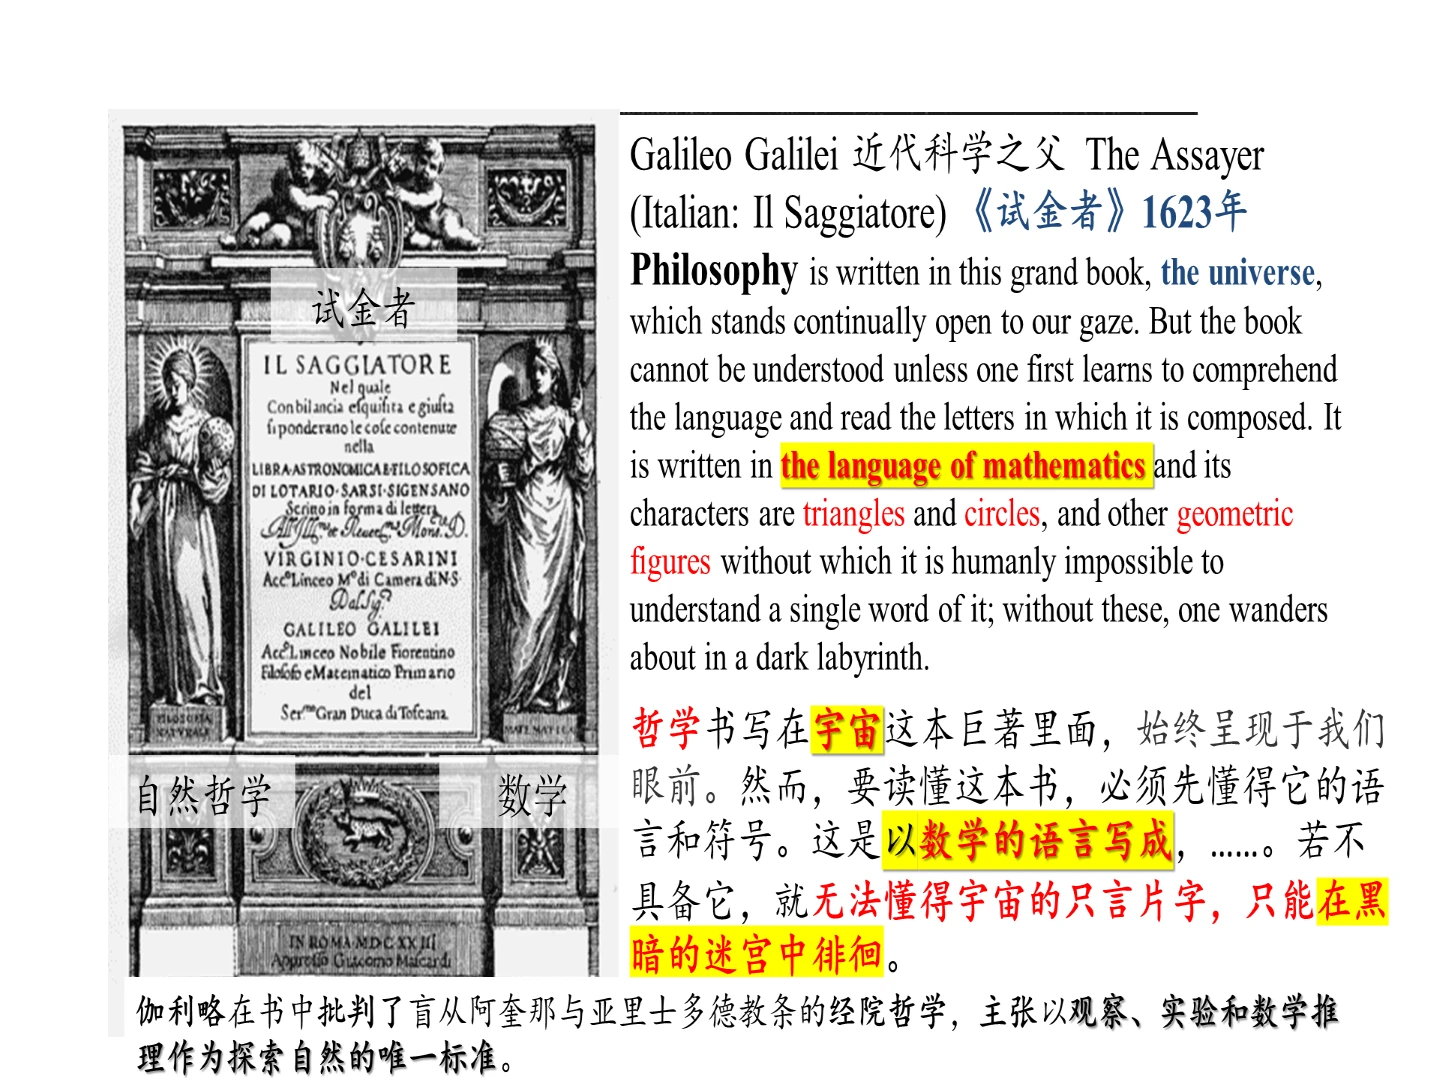 试金者
IL SAGGIATORE
Nel quale
Con bilancia esquisita e giusta
si ponderano le cose contenute
nella
LIBRA·ASTRONOMICA E·FILOSOFICA
DI LOTARIO·SARSI·SIGENSANO
Scritto in forma di lettera
VIRGINIO·CESARINI
Acc.º Linceo M.º di Camera di N·S·
Dal Sig.r
GALILEO GALILEI
Acc.º Linceo Nobile Fiorentino
Filosofo e Matematico Primario
del
Ser.mo Gran Duca di Toscana
FILOSOFIA
NATURALE
MATEMATICA
自然哲学
数学
IN ROMA·MDCXXIII
Appresso Giacomo Mascardi
Galileo Galilei 近代科学之父 The Assayer
(Italian: Il Saggiatore) 《试金者》1623年
Philosophy is written in this grand book, the universe,
which stands continually open to our gaze. But the book
cannot be understood unless one first learns to comprehend
the language and read the letters in which it is composed. It
is written in the language of mathematics and its
characters are triangles and circles, and other geometric
figures without which it is humanly impossible to
understand a single word of it; without these, one wanders
about in a dark labyrinth.
哲学书写在宇宙这本巨著里面，始终呈现于我们
眼前。然而，要读懂这本书，必须先懂得它的语
言和符号。这是以数学的语言写成，……。若不
具备它，就无法懂得宇宙的只言片字，只能在黑
暗的迷宫中徘徊。
伽利略在书中批判了盲从阿奎那与亚里士多德教条的经院哲学，主张以观察、实验和数学推
理作为探索自然的唯一标准。